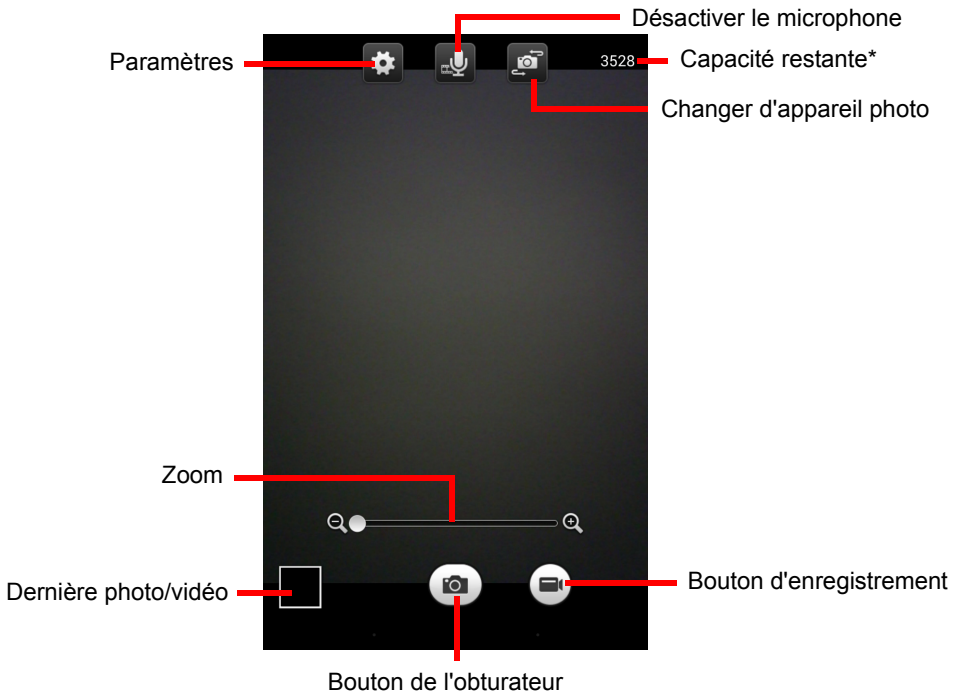 Désactiver le microphone
Paramètres
3528
Capacité restante*
Changer d'appareil photo
Zoom
Dernière photo/vidéo
Bouton d'enregistrement
Bouton de l'obturateur